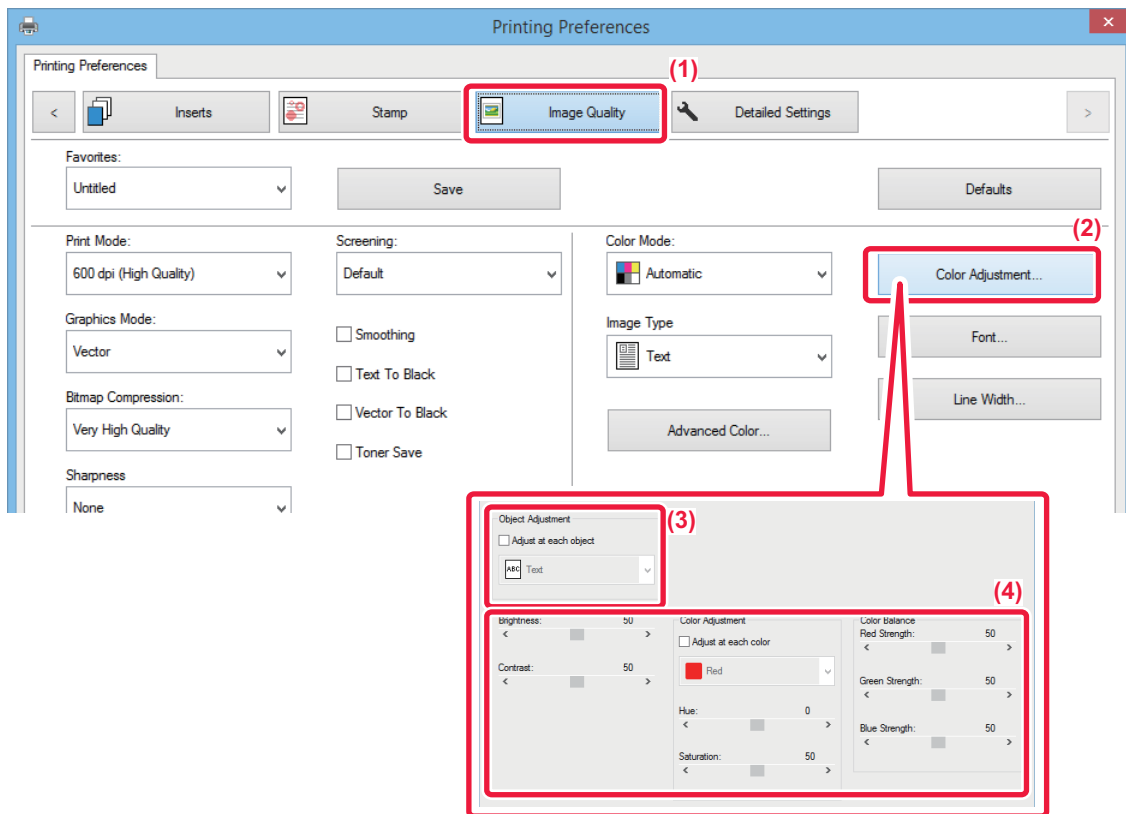 Printing Preferences
Printing Preferences
(1)
< Inserts Stamp Image Quality Detailed Settings >
Favorites:
Untitled Save Defaults
(2)
Print Mode: Screening: Color Mode:
600 dpi (High Quality) Default Automatic Color Adjustment...
Graphics Mode: Smoothing Image Type Font...
Vector Text To Black Text
Bitmap Compression: Vector To Black Line Width...
Very High Quality Toner Save Advanced Color...
Sharpness
None
Object Adjustment (3)
Adjust at each object
ABC Text
(4)
Brightness: 50 Color Adjustment Color Balance
< > Adjust at each color Red Strength: 50
< >
Contrast: 50 Red Green Strength: 50
< > < >
Hue: 0 Blue Strength: 50
< > < >
Saturation: 50
< >